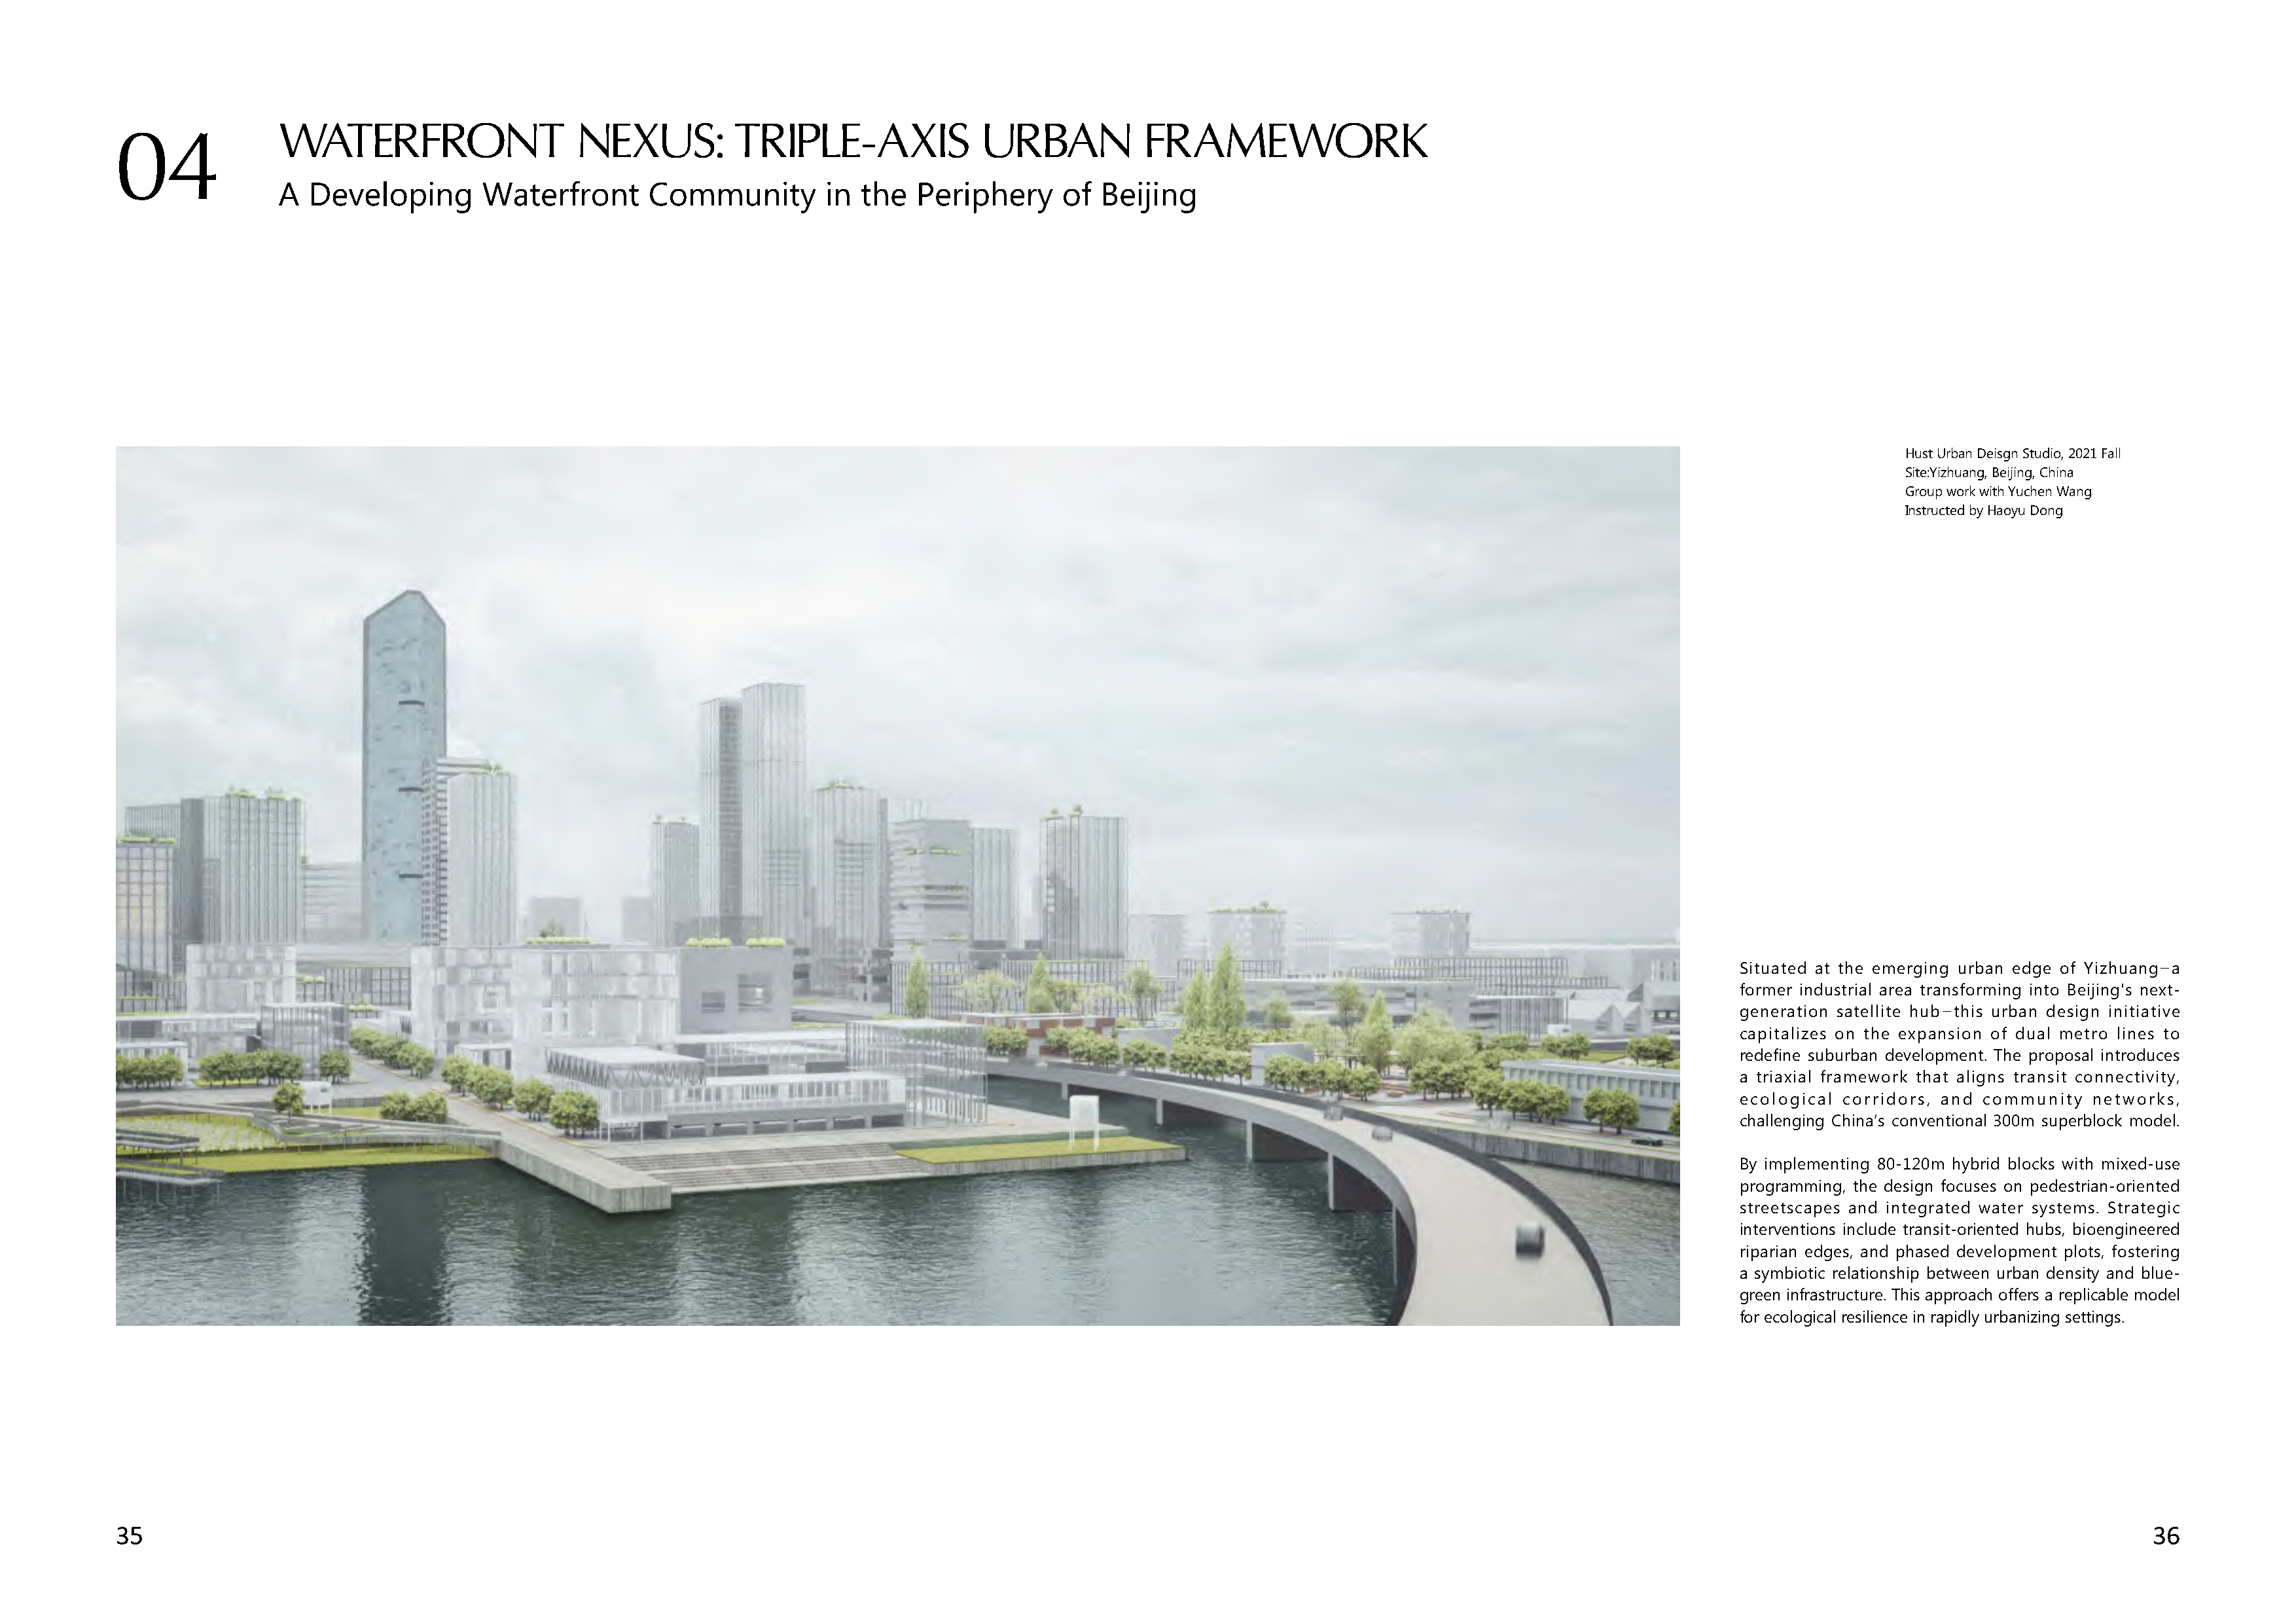 04
WATERFRONT NEXUS: TRIPLE-AXIS URBAN FRAMEWORK
A Developing Waterfront Community in the Periphery of Beijing
Hust Urban Deisgn Studio, 2021 Fall
Site:Yizhuang, Beijing, China
Group work with Yuchen Wang
Instructed by Haoyu Dong
Situated at the emerging urban edge of Yizhuang–a
former industrial area transforming into Beijing's next-
generation satellite hub–this urban design initiative
capitalizes on the expansion of dual metro lines to
redefine suburban development. The proposal introduces
a triaxial framework that aligns transit connectivity,
ecological corridors, and community networks,
challenging China’s conventional 300m superblock model.
By implementing 80-120m hybrid blocks with mixed-use
programming, the design focuses on pedestrian-oriented
streetscapes and integrated water systems. Strategic
interventions include transit-oriented hubs, bioengineered
riparian edges, and phased development plots, fostering
a symbiotic relationship between urban density and blue-
green infrastructure. This approach offers a replicable model
for ecological resilience in rapidly urbanizing settings.
35
36